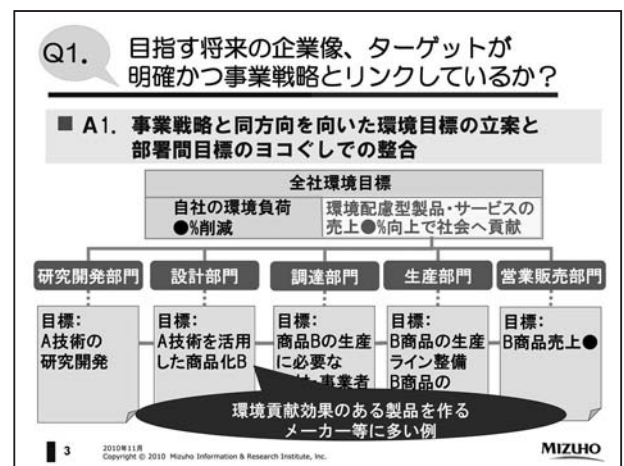 Q1.
目指す将来の企業像、ターゲットが
明確かつ事業戦略とリンクしているか？
■ A1. 事業戦略と同方向を向いた環境目標の立案と
部署間目標のヨコぐしでの整合
全社環境目標
自社の環境負荷
●%削減
環境配慮型製品・サービスの
売上●%向上で社会へ貢献
研究開発部門
設計部門
調達部門
生産部門
営業販売部門
目標：
A技術の
研究開発
目標：
A技術を活用
した商品化B
目標：
商品Bの生産
に必要な
事業者
目標：
B商品の生産
ライン整備
B商品の
目標：
B商品売上●
環境貢献効果のある製品を作る
メーカー等に多い例
3
2010年11月
Copyright © 2010 Mizuho Information & Research Institute, Inc.
MIZUHO